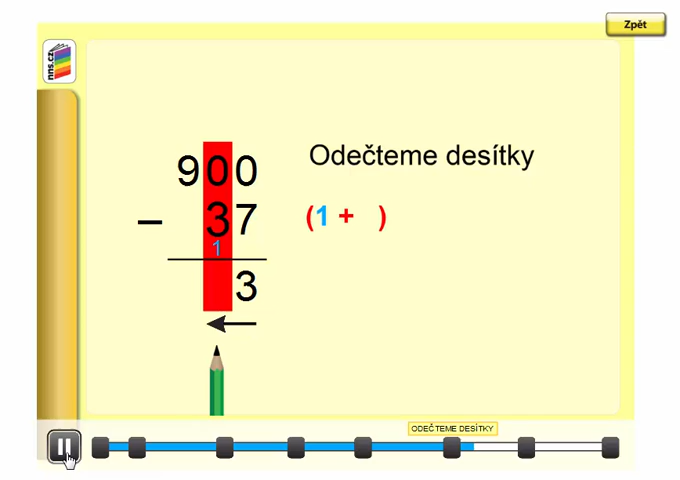 Zpět
nns.cz
Odečteme desítky
900
− 37
1
3
(1 + )
ODEČTEME DESÍTKY